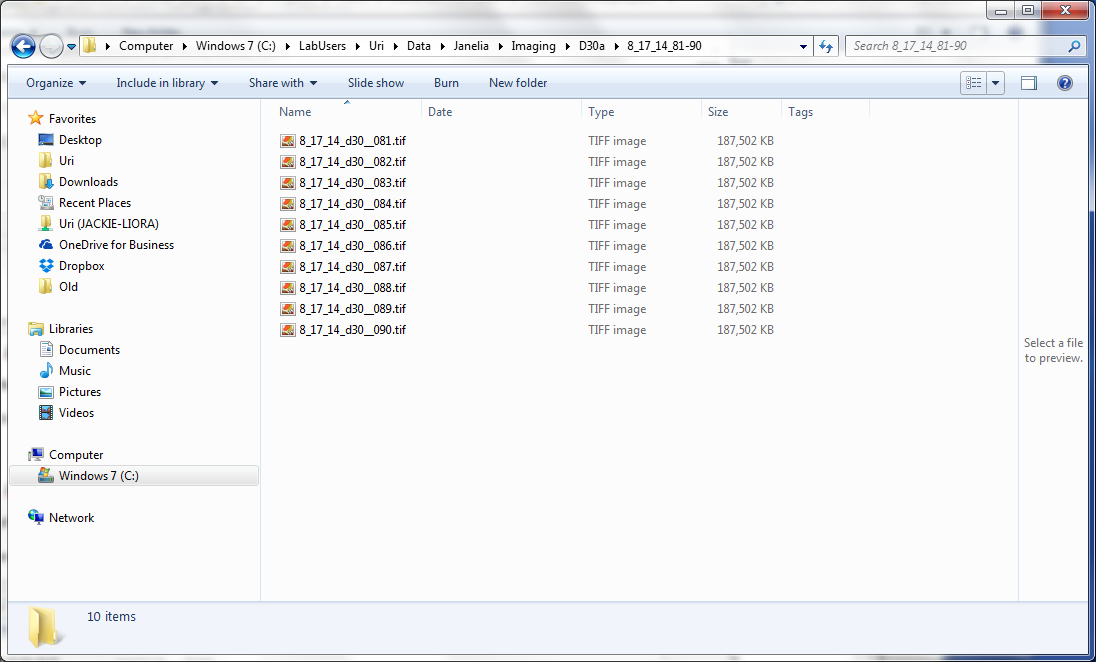 Computer Windows 7 (C:) LabUsers Uri Data Janelia Imaging D30a 8_17_14_81-90 Search 8_17_14_81-90
Organize Include in library Share with Slide show Burn New folder
Favorites
Desktop
Uri
Downloads
Recent Places
Uri (JACKIE-LIORA)
OneDrive for Business
Dropbox
Old
Libraries
Documents
Music
Pictures
Videos
Computer
Windows 7 (C:)
Network
Name Date Type Size Tags
8_17_14_d30__081.tif TIFF image 187,502 KB
8_17_14_d30__082.tif TIFF image 187,502 KB
8_17_14_d30__083.tif TIFF image 187,502 KB
8_17_14_d30__084.tif TIFF image 187,502 KB
8_17_14_d30__085.tif TIFF image 187,502 KB
8_17_14_d30__086.tif TIFF image 187,502 KB
8_17_14_d30__087.tif TIFF image 187,502 KB
8_17_14_d30__088.tif TIFF image 187,502 KB
8_17_14_d30__089.tif TIFF image 187,502 KB
8_17_14_d30__090.tif TIFF image 187,502 KB
Select a file
to preview.
10 items